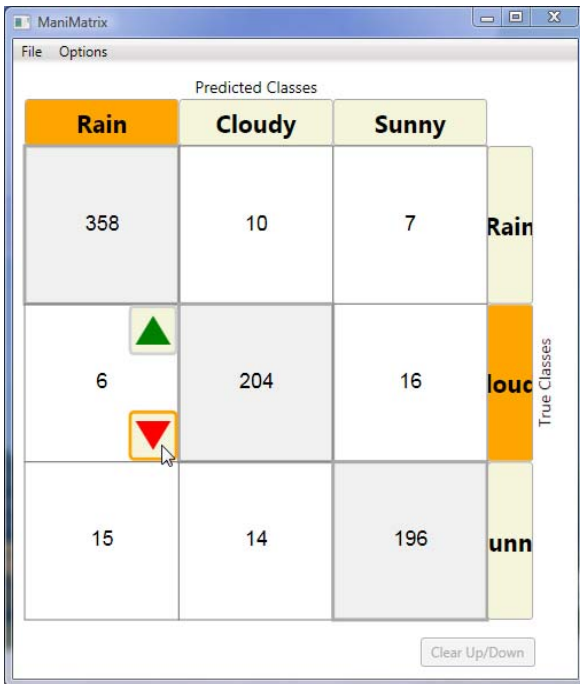 ManiMatrix
File Options
Predicted Classes
Rain Cloudy Sunny
358 10 7 Rain
6 204 16 loud
True Classes
15 14 196 unn
Clear Up/Down